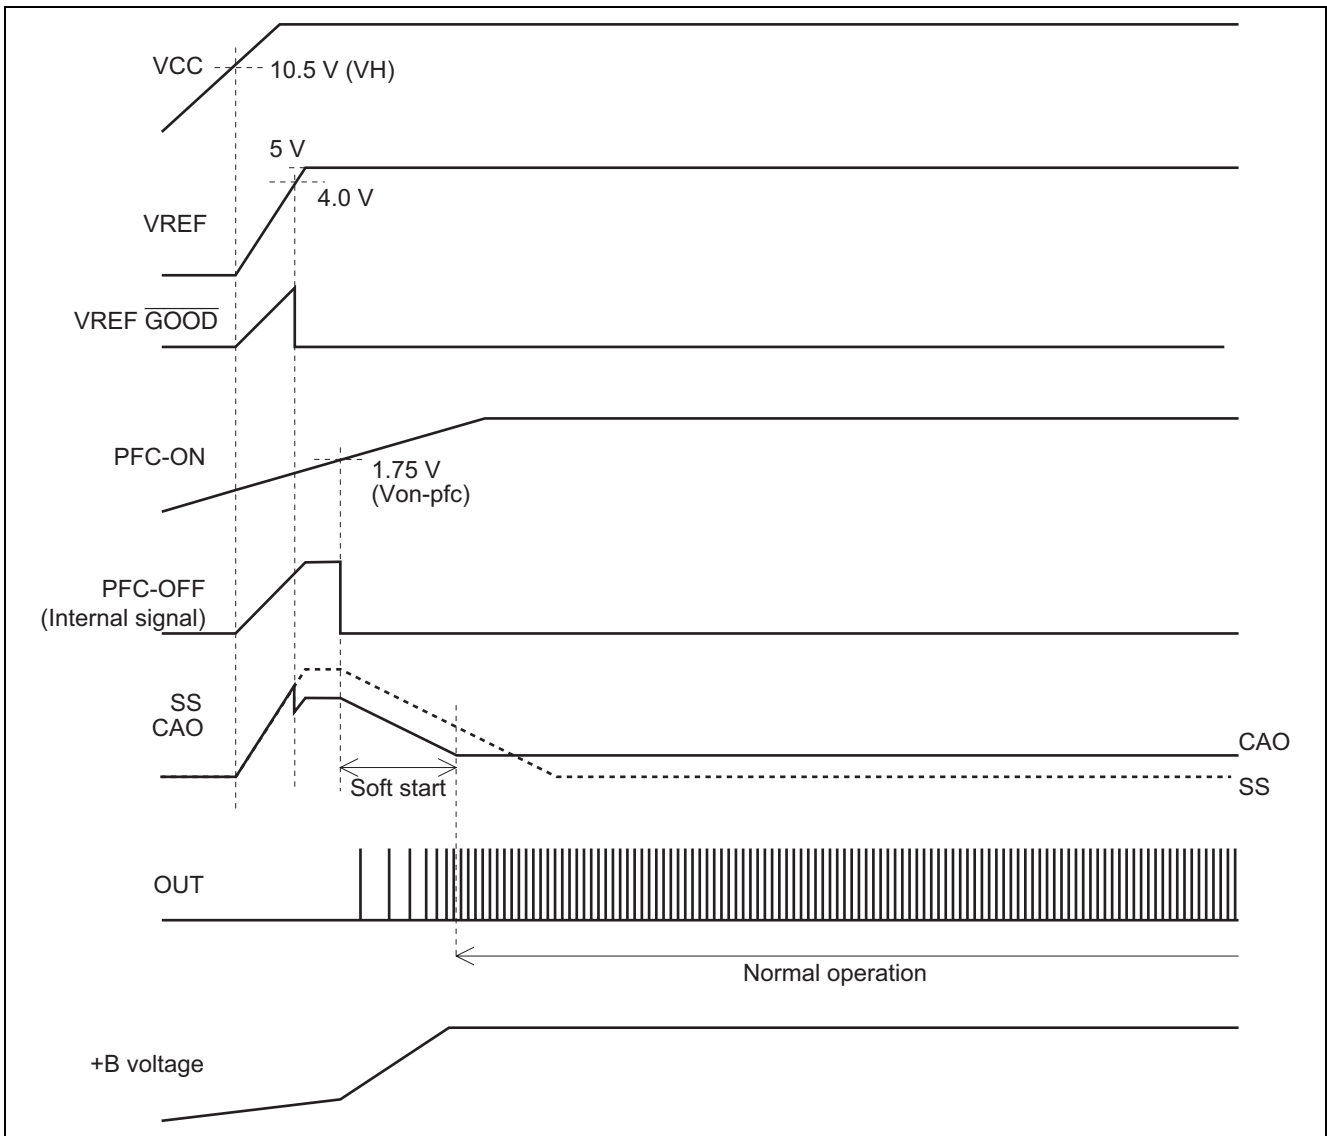 VCC
10.5 V (VH)
5 V
4.0 V
VREF
VREF GOOD
PFC-ON
1.75 V
(Von-pfc)
PFC-OFF
(Internal signal)
SS
CAO
CAO
Soft start
SS
OUT
Normal operation
+B voltage